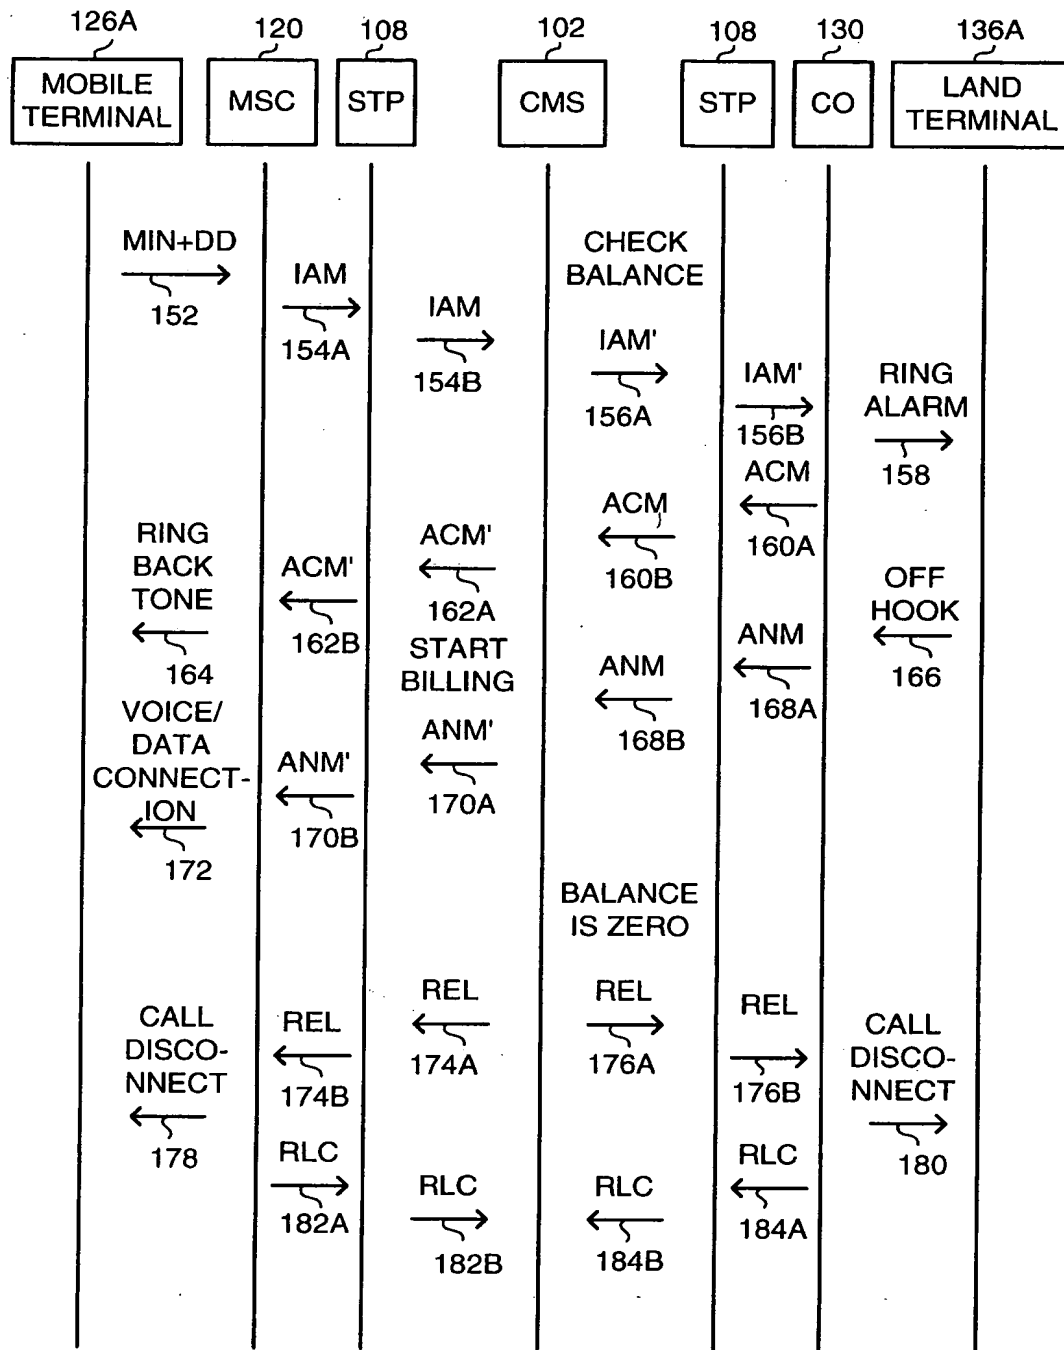 126A 120 108 102 108 130 136A
MOBILE TERMINAL MSC STP CMS STP CO LAND TERMINAL
MIN+DD
152
IAM
154A
IAM
154B
CHECK
BALANCE
IAM'
156A
IAM'
156B
RING
ALARM
158
ACM
160A
ACM
160B
ACM'
162A
ACM'
162B
RING
BACK
TONE
164
OFF
HOOK
166
ANM
168A
ANM
168B
START
BILLING
ANM'
170A
ANM'
170B
VOICE/
DATA
CONNECT-
ION
172
BALANCE
IS ZERO
REL
174A
REL
174B
REL
176A
REL
176B
CALL
DISCO-
NNECT
178
CALL
DISCO-
NNECT
180
RLC
182A
RLC
182B
RLC
184A
RLC
184B